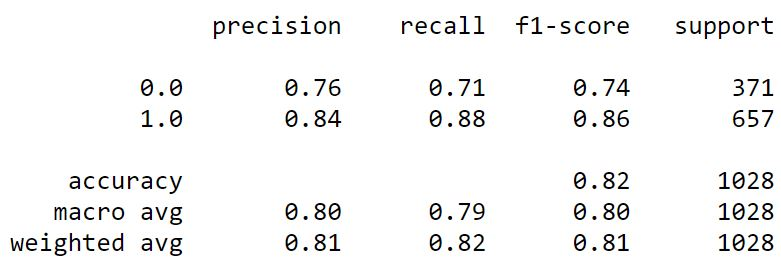 precision recall f1-score support
0.0 0.76 0.71 0.74 371
1.0 0.84 0.88 0.86 657
accuracy 0.82 1028
macro avg 0.80 0.79 0.80 1028
weighted avg 0.81 0.82 0.81 1028